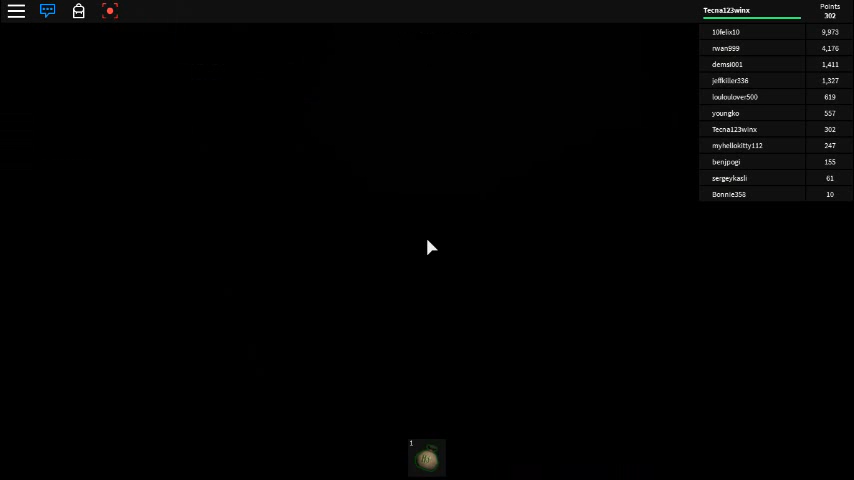 Tecna123winx Points
302
10felix10 9,973
rwan999 4,176
demsi001 1,411
jeffkiller336 1,327
louloulover500 619
youngko 557
Tecna123winx 302
myhellokitty112 247
benjpogi 155
sergeykasli 61
Bonnie358 10
1